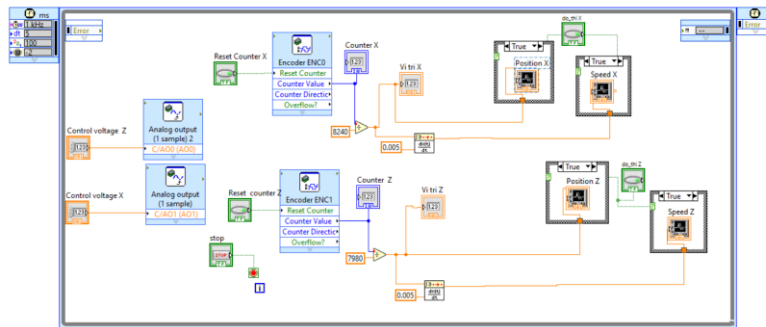 ms
1 kHz
dt
5
100
-2
Error
Reset Counter X
Encoder ENC0
Reset Counter
Counter Value
Counter Directic
Overflow?
Counter X
123
Vi tri X
123
8240
0.005
True
Position X
do_thi X
True
Speed X
Control voltage Z
123
Analog output
(1 sample) 2
C/AO0 (AO0)
Control voltage X
123
Analog output
(1 sample)
C/AO1 (AO1)
Reset counter Z
Encoder ENC1
Reset Counter
Counter Value
Counter Directic
Overflow?
Counter Z
123
Vi tri Z
123
7980
0.005
stop
STOP
i
True
Position Z
do_thi Z
True
Speed Z
Error